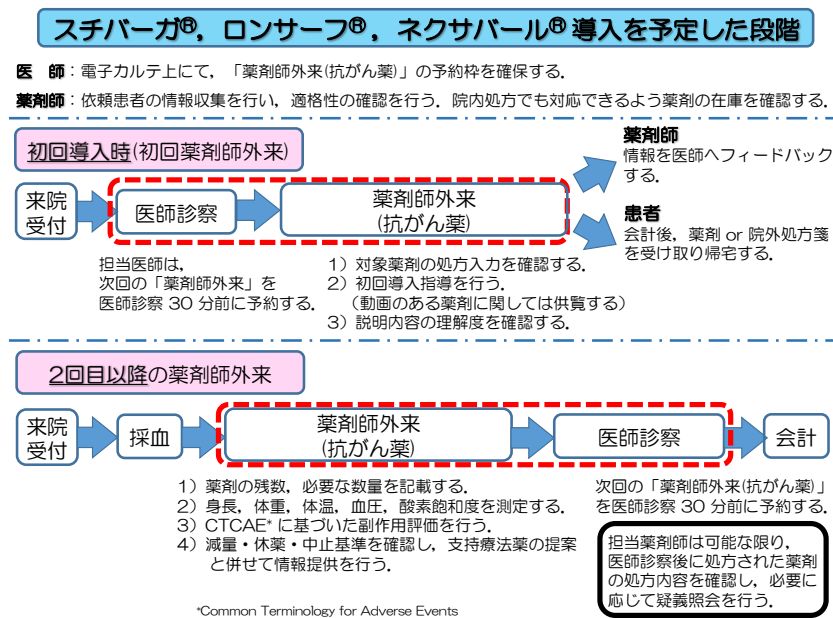 スチバーガ®，ロンサーフ®，ネクサバール® 導入を予定した段階
医　師：電子カルテ上にて，「薬剤師外来(抗がん薬)」の予約枠を確保する．
薬剤師：依頼患者の情報収集を行い，適格性の確認を行う．院内処方でも対応できるよう薬剤の在庫を確認する．
初回導入時(初回薬剤師外来)
来院
受付
医師診察
薬剤師外来
(抗がん薬)
薬剤師
情報を医師へフィードバック
する．
患者
会計後，薬剤 or 院外処方箋
を受け取り帰宅する．
担当医師は，
次回の「薬剤師外来」を
医師診察 30 分前に予約する．
1）対象薬剤の処方入力を確認する．
2）初回導入指導を行う．
（動画のある薬剤に関しては供覧する）
3）説明内容の理解度を確認する．
2回目以降の薬剤師外来
来院
受付
採血
薬剤師外来
(抗がん薬)
医師診察
会計
1）薬剤の残数，必要な数量を記載する．
2）身長，体重，体温，血圧，酸素飽和度を測定する．
3）CTCAE* に基づいた副作用評価を行う．
4）減量・休薬・中止基準を確認し，支持療法薬の提案
と併せて情報提供を行う．
次回の「薬剤師外来(抗がん薬)」
を医師診察 30 分前に予約する．
担当薬剤師は可能な限り，
医師診察後に処方された薬剤
の処方内容を確認し，必要に
応じて疑義照会を行う．
*Common Terminology for Adverse Events